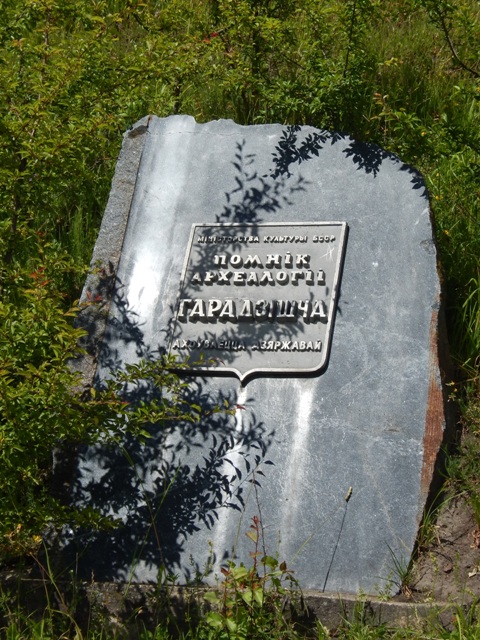 МІНІСТЭРСТВА КУЛЬТУРЫ БССР
ПОМНІК
АРХЕАЛОГІІ
ГАРАДЗІШЧА
АХОЎВАЕЦЦА ДЗЯРЖАВАЙ